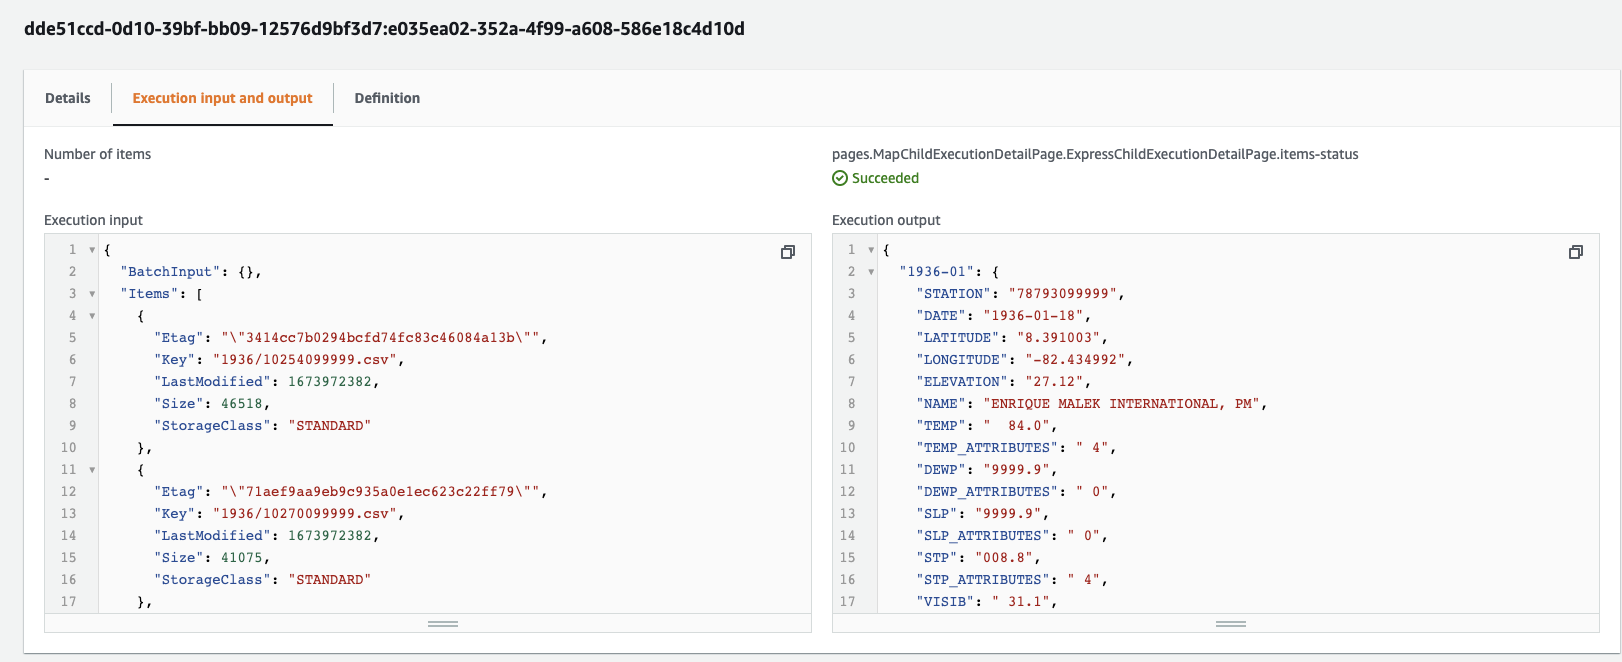 dde51ccd-0d10-39bf-bb09-12576d9bf3d7:e035ea02-352a-4f99-a608-586e18c4d10d
Details Execution input and output Definition
Number of items
-
pages.MapChildExecutionDetailPage.ExpressChildExecutionDetailPage.items-status
Succeeded
Execution input
1 {
2 "BatchInput": {},
3 "Items": [
4 {
5 "Etag": "\"3414cc7b0294bcfd74fc83c46084a13b\"",
6 "Key": "1936/10254099999.csv",
7 "LastModified": 1673972382,
8 "Size": 46518,
9 "StorageClass": "STANDARD"
10 },
11 {
12 "Etag": "\"71aef9aa9eb9c935a0e1ec623c22ff79\"",
13 "Key": "1936/10270099999.csv",
14 "LastModified": 1673972382,
15 "Size": 41075,
16 "StorageClass": "STANDARD"
17 },
Execution output
1 {
2 "1936-01": {
3 "STATION": "78793099999",
4 "DATE": "1936-01-18",
5 "LATITUDE": "8.391003",
6 "LONGITUDE": "-82.434992",
7 "ELEVATION": "27.12",
8 "NAME": "ENRIQUE MALEK INTERNATIONAL, PM",
9 "TEMP": "  84.0",
10 "TEMP_ATTRIBUTES": " 4",
11 "DEWP": "9999.9",
12 "DEWP_ATTRIBUTES": " 0",
13 "SLP": "9999.9",
14 "SLP_ATTRIBUTES": " 0",
15 "STP": "008.8",
16 "STP_ATTRIBUTES": " 4",
17 "VISIB": " 31.1",